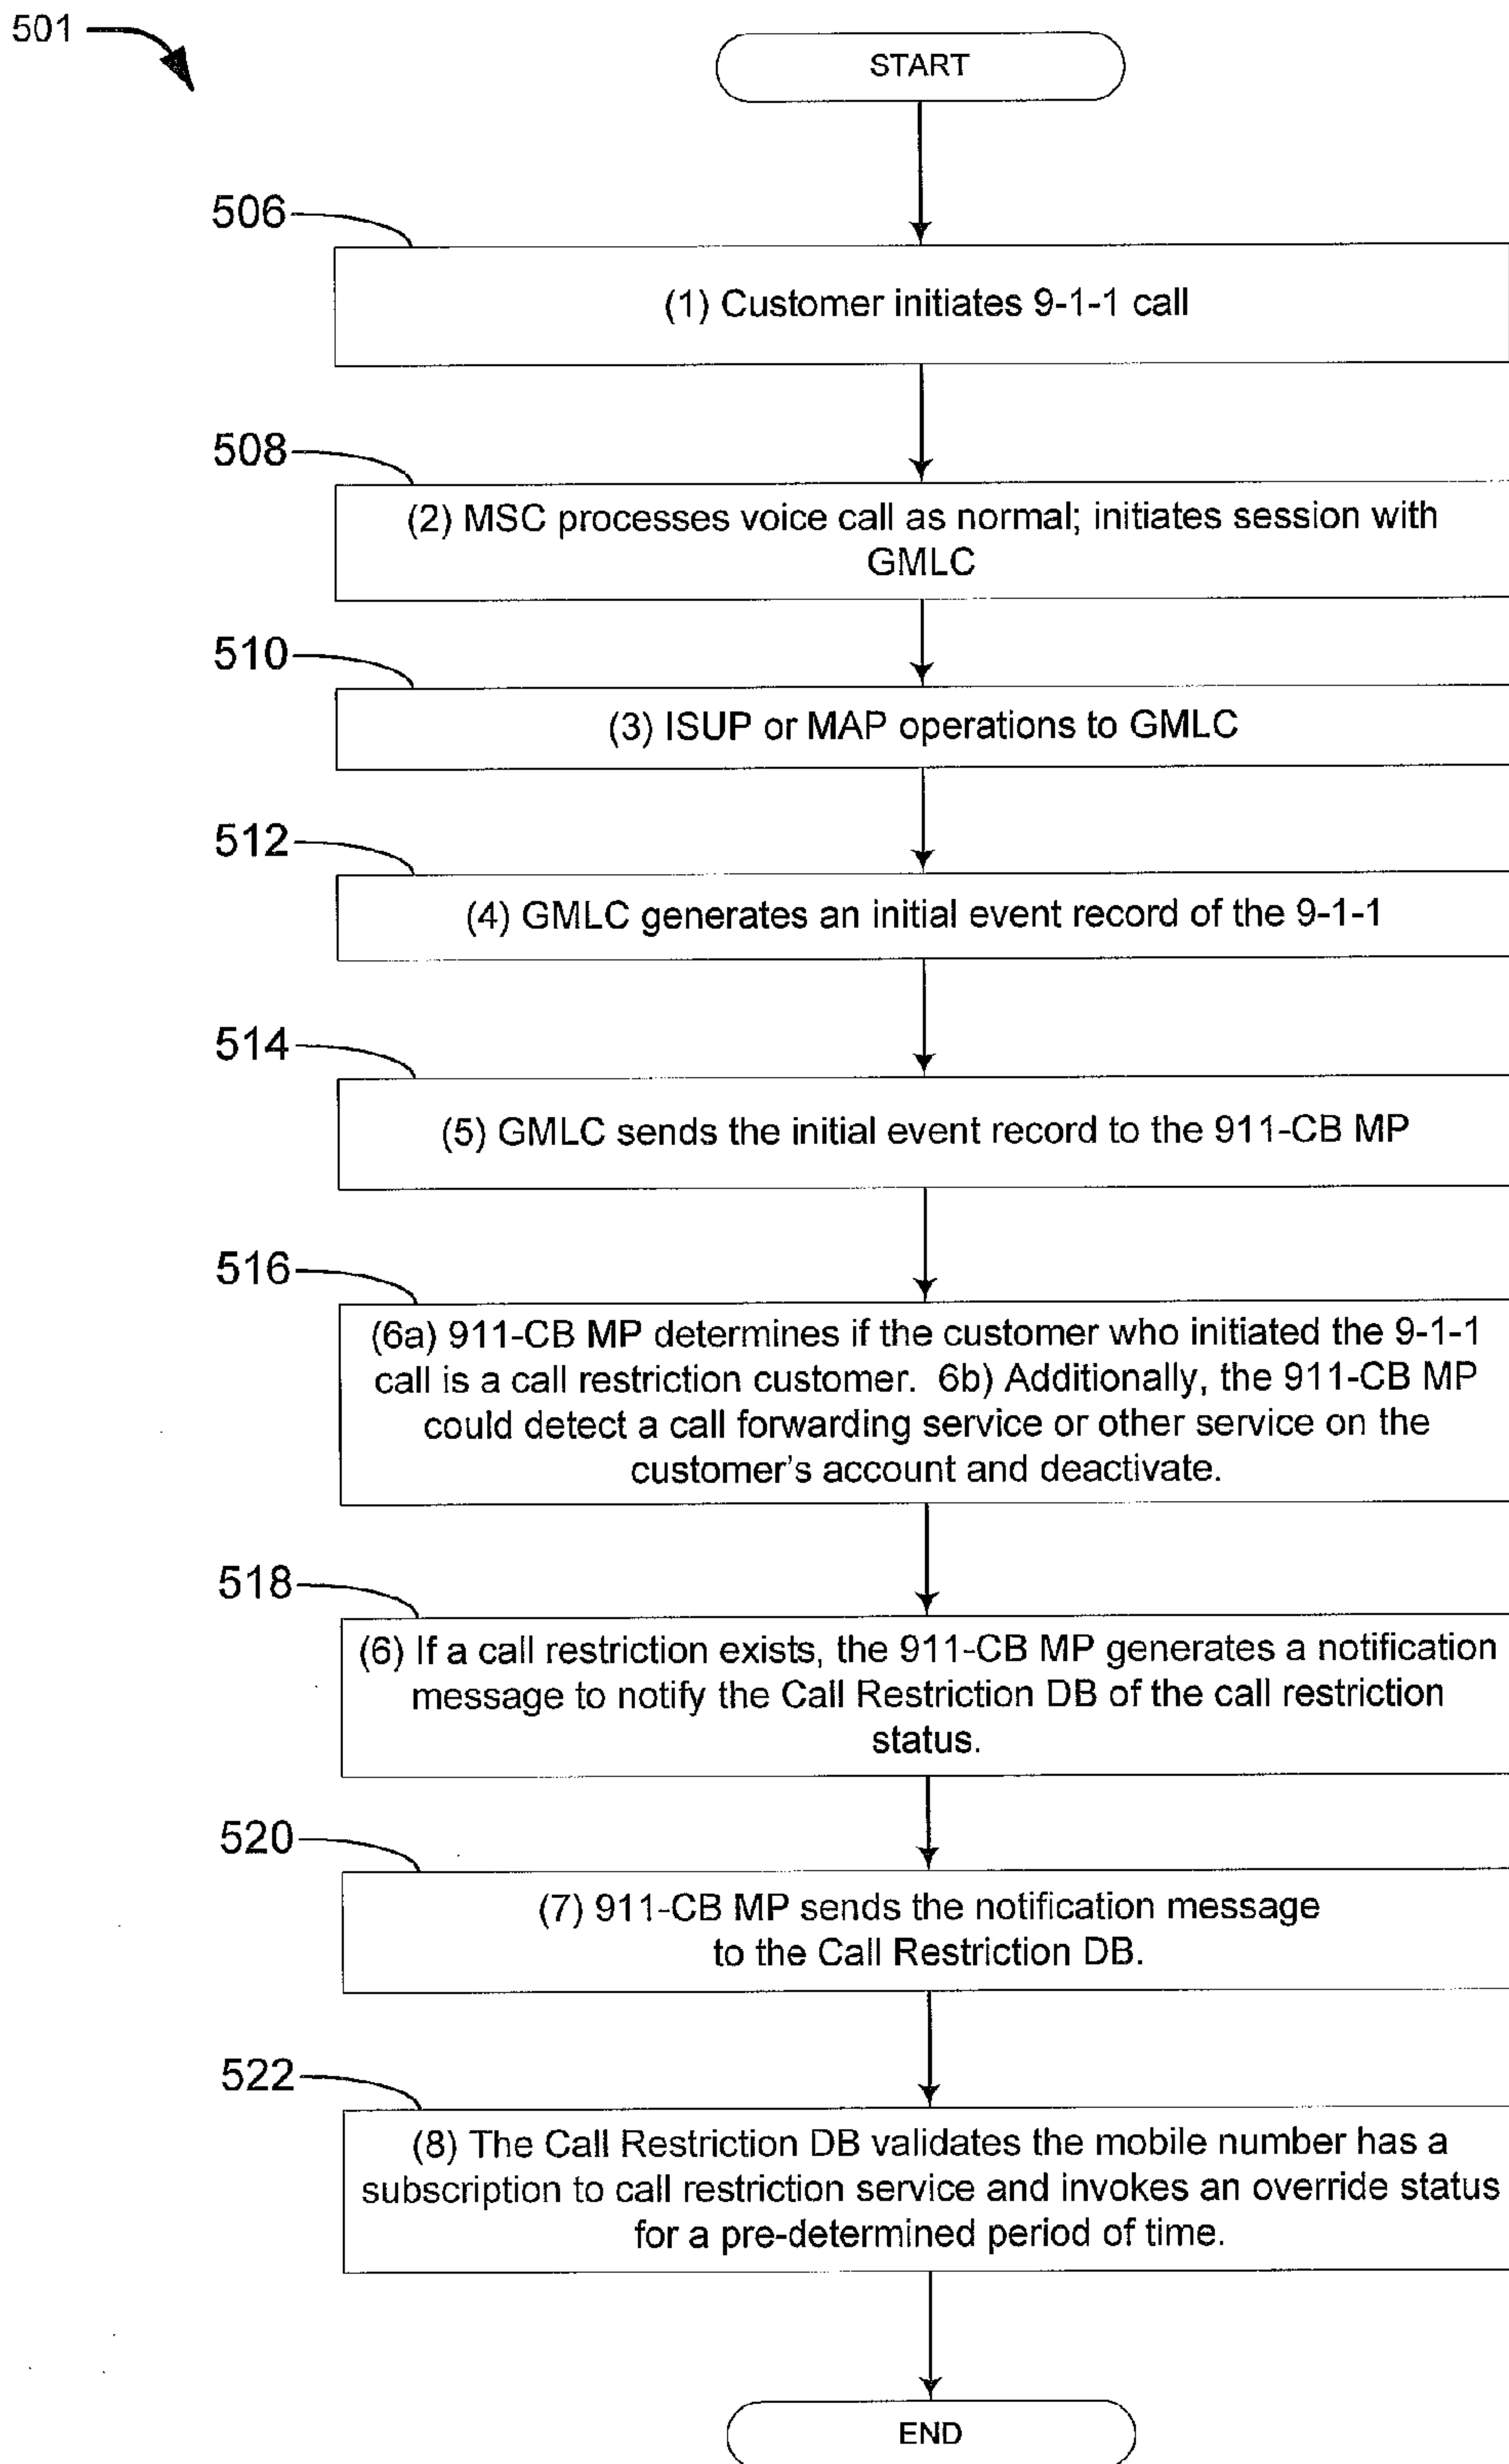 501
START
506
(1) Customer initiates 9-1-1 call
508
(2) MSC processes voice call as normal; initiates session with
GMLC
510
(3) ISUP or MAP operations to GMLC
512
(4) GMLC generates an initial event record of the 9-1-1
514
(5) GMLC sends the initial event record to the 911-CB MP
516
(6a) 911-CB MP determines if the customer who initiated the 9-1-1
call is a call restriction customer. 6b) Additionally, the 911-CB MP
could detect a call forwarding service or other service on the
customer's account and deactivate.
518
(6) If a call restriction exists, the 911-CB MP generates a notification
message to notify the Call Restriction DB of the call restriction
status.
520
(7) 911-CB MP sends the notification message
to the Call Restriction DB.
522
(8) The Call Restriction DB validates the mobile number has a
subscription to call restriction service and invokes an override status
for a pre-determined period of time.
END